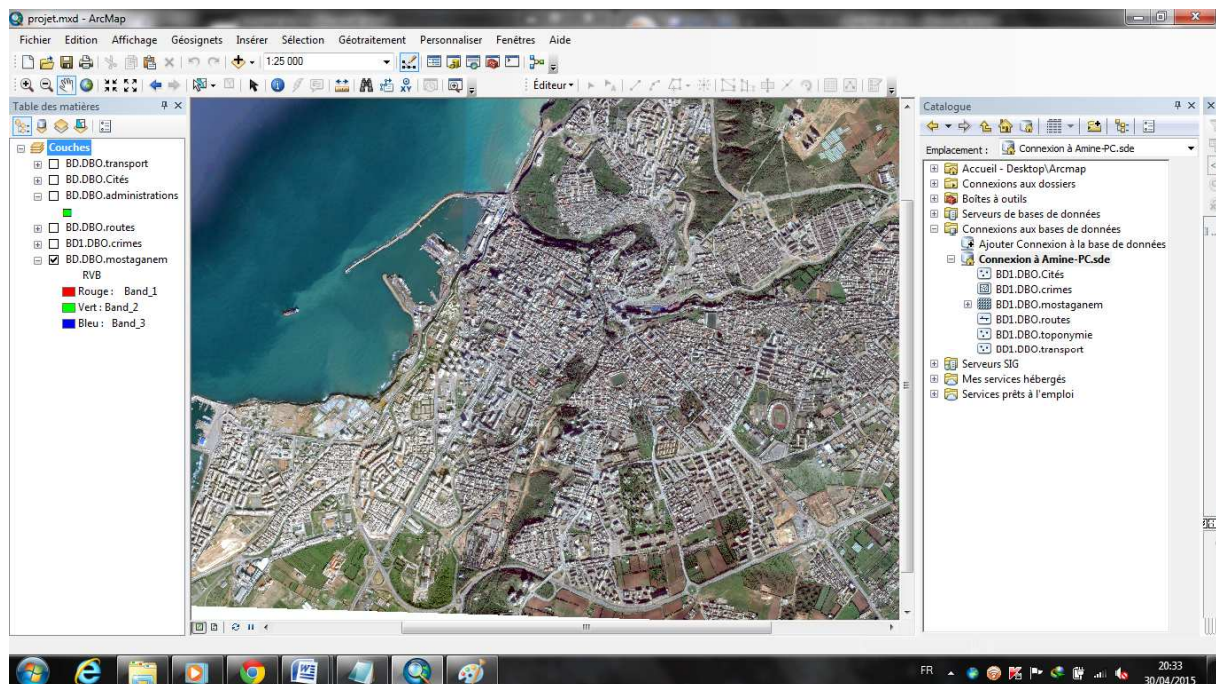 projet.mxd - ArcMap
Fichier Edition Affichage Géosignets Insérer Sélection Géotraitement Personnaliser Fenêtres Aide
1:25 000
Éditeur
Table des matières
Couches
BD.DBO.transport
BD.DBO.Cités
BD.DBO.administrations
BD.DBO.routes
BD1.DBO.crimes
BD.DBO.mostaganem
RVB
Rouge : Band_1
Vert : Band_2
Bleu : Band_3
Catalogue
Emplacement : Connexion à Amine-PC.sde
Accueil - Desktop\Arcmap
Connexions aux dossiers
Boîtes à outils
Serveurs de bases de données
Connexions aux bases de données
Ajouter Connexion à la base de données
Connexion à Amine-PC.sde
BD1.DBO.Cités
BD1.DBO.crimes
BD1.DBO.mostaganem
BD1.DBO.routes
BD1.DBO.toponymie
BD1.DBO.transport
Serveurs SIG
Mes services hébergés
Services prêts à l'emploi
FR
20:33
30/04/2015